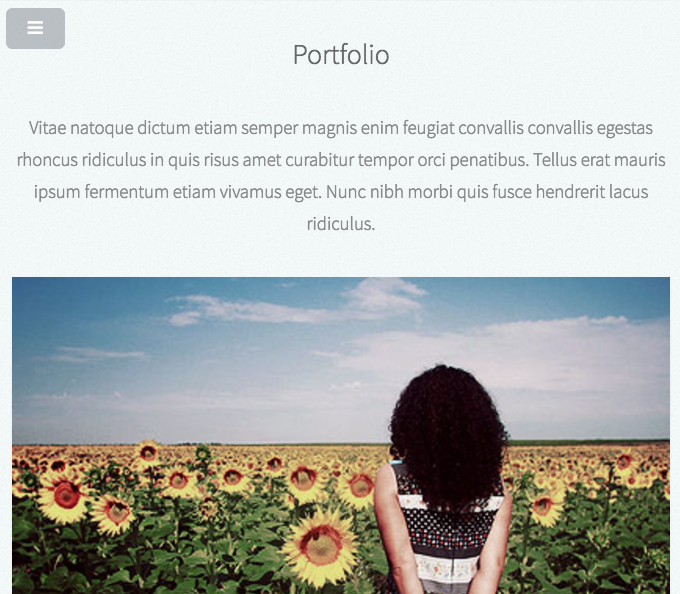 Portfolio
Vitae natoque dictum etiam semper magnis enim feugiat convallis convallis egestas
rhoncus ridiculus in quis risus amet curabitur tempor orci penatibus. Tellus erat mauris
ipsum fermentum etiam vivamus eget. Nunc nibh morbi quis fusce hendrerit lacus
ridiculus.